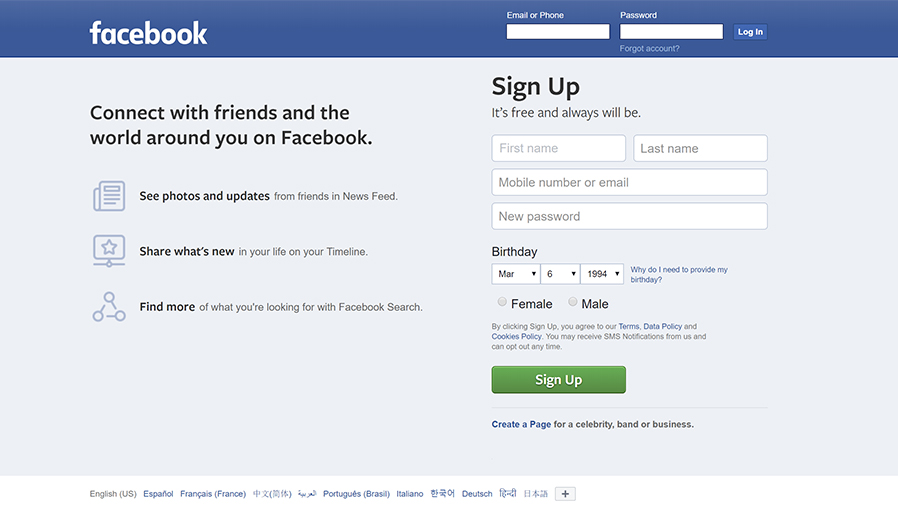 facebook
Email or Phone
Password
Log In
Forgot account?
Connect with friends and the
world around you on Facebook.
See photos and updates from friends in News Feed.
Share what's new in your life on your Timeline.
Find more of what you're looking for with Facebook Search.
Sign Up
It's free and always will be.
First name
Last name
Mobile number or email
New password
Birthday
Mar 6 1994
Why do I need to provide my
birthday?
Female Male
By clicking Sign Up, you agree to our Terms, Data Policy and
Cookies Policy. You may receive SMS Notifications from us and
can opt out any time.
Sign Up
Create a Page for a celebrity, band or business.
English (US) Español Français (France) 中文(简体) العربية Português (Brasil) Italiano 한국어 Deutsch हिन्दी 日本語 +